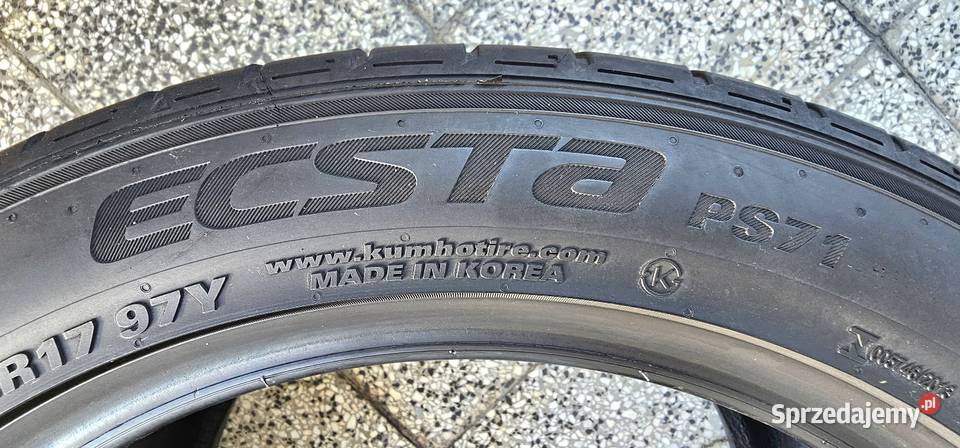 ECSTa
PS71
www.kumhotire.com
MADE IN KOREA
K
R17 97Y
Sprzedajemy.pl